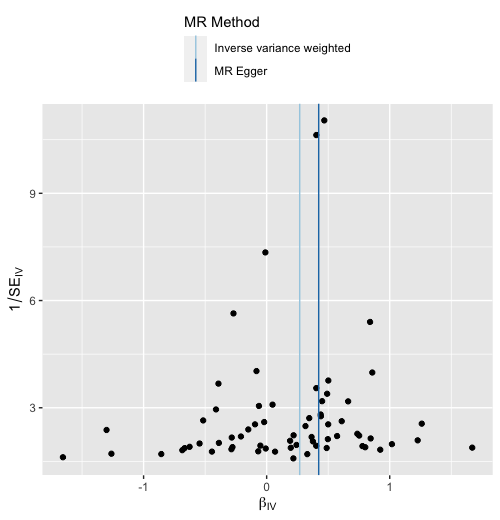 MR Method
Inverse variance weighted
MR Egger
1/SE_IV
9
6
3
-1
0
1
β_IV